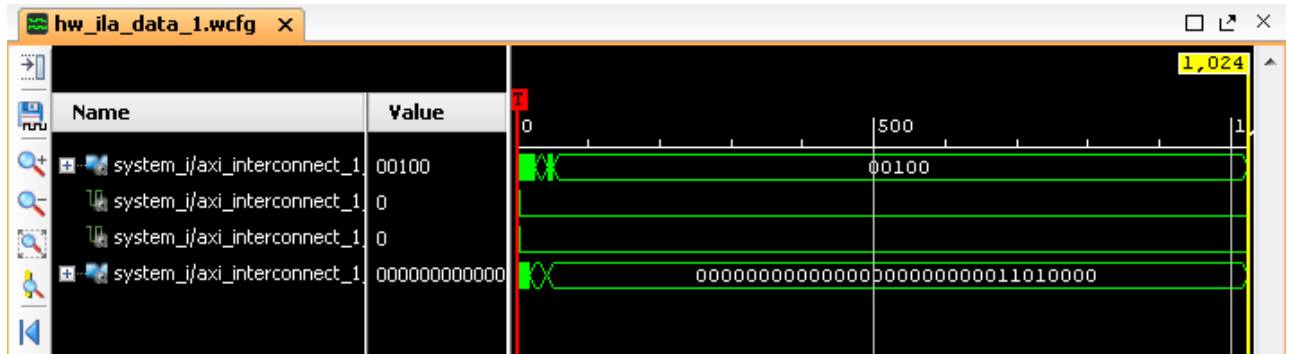 hw_ila_data_1.wcfg ×
1,024
Name Value
T
0 500 1
system_i/axi_interconnect_1 00100 00100
system_i/axi_interconnect_1 0
system_i/axi_interconnect_1 0
system_i/axi_interconnect_1 000000000000 00000000000000000000000011010000